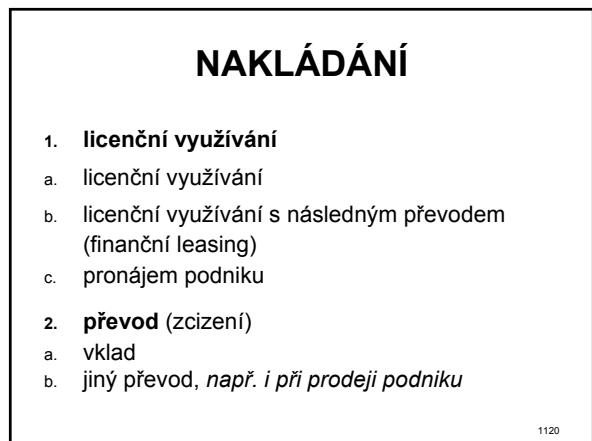 NAKLÁDÁNÍ
1. licenční využívání
a. licenční využívání
b. licenční využívání s následným převodem
(finanční leasing)
c. pronájem podniku
2. převod (zcizení)
a. vklad
b. jiný převod, např. i při prodeji podniku
1120